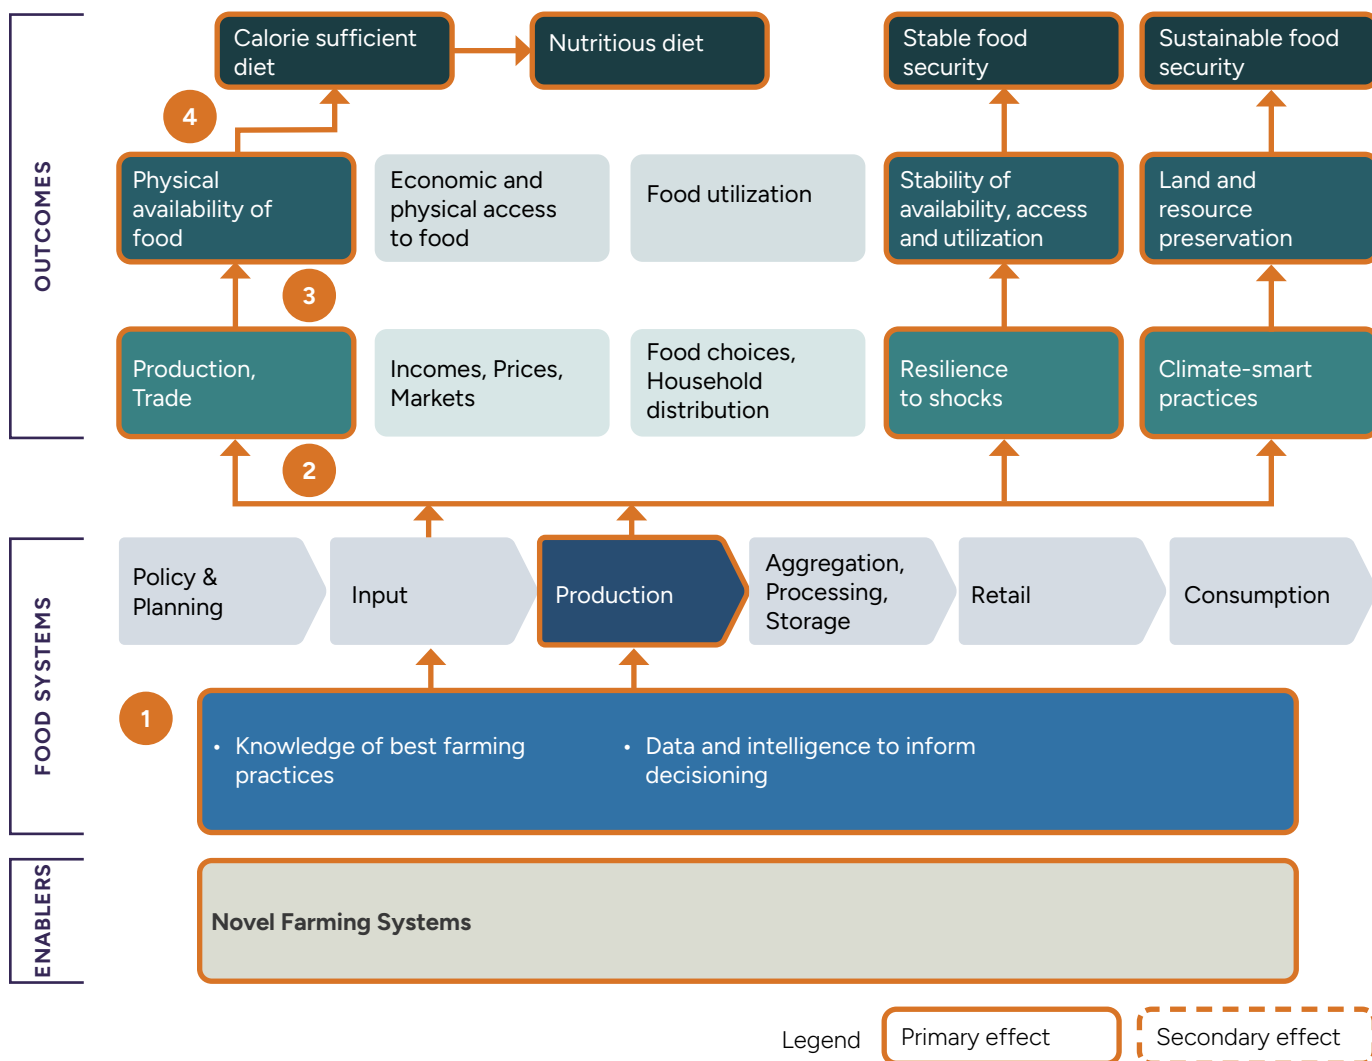 OUTCOMES
Calorie sufficient
diet
Nutritious diet
Stable food
security
Sustainable food
security
4
Physical
availability of
food
Economic and
physical access
to food
Food utilization
Stability of
availability, access
and utilization
Land and
resource
preservation
3
Production,
Trade
Incomes, Prices,
Markets
Food choices,
Household
distribution
Resilience
to shocks
Climate-smart
practices
2
FOOD SYSTEMS
Policy &
Planning
Input
Production
Aggregation,
Processing,
Storage
Retail
Consumption
1
• Knowledge of best farming
practices
• Data and intelligence to inform
decisioning
ENABLERS
Novel Farming Systems
Legend
Primary effect
Secondary effect